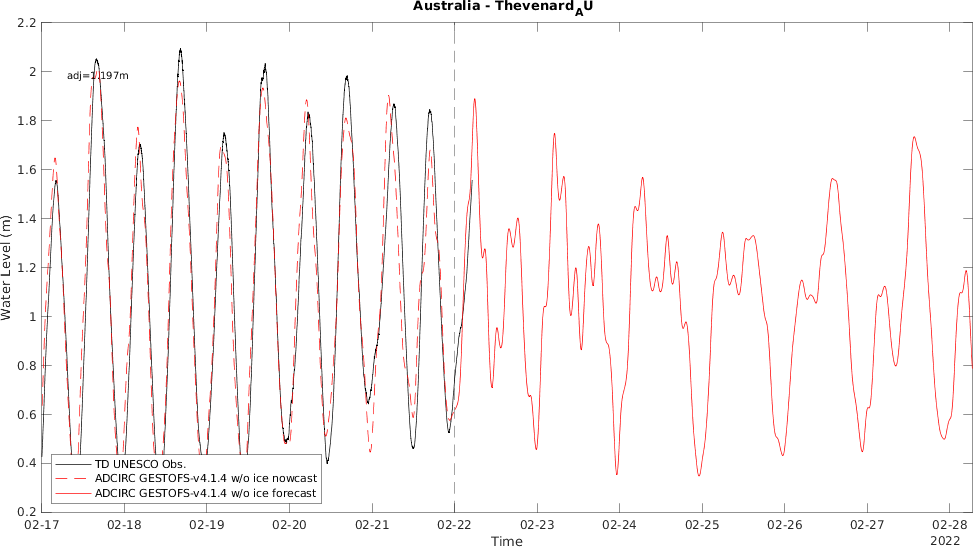 Australia - Thevenard_AU
2.2
2
1.8
1.6
1.4
1.2
1
0.8
0.6
0.4
0.2
Water Level (m)
adj=1.197m
TD UNESCO Obs.
ADCIRC GESTOFS-v4.1.4 w/o ice nowcast
ADCIRC GESTOFS-v4.1.4 w/o ice forecast
02-17 02-18 02-19 02-20 02-21 02-22 02-23 02-24 02-25 02-26 02-27 02-28
Time
2022